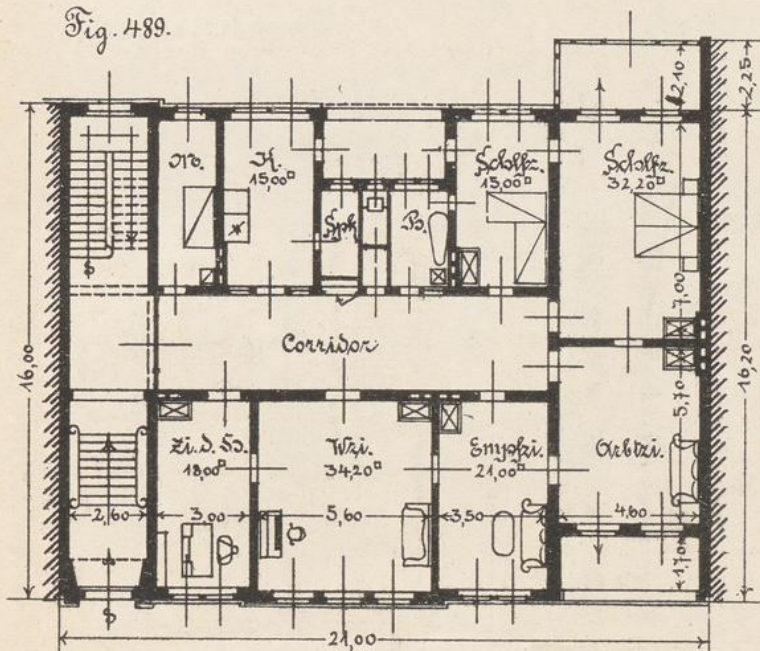 Fig. 489.
K.
15,00□
Spk
B.
Schlfz.
15,00□
Schlfz.
32,20□
2,10
2,25
Corridor
16,00
7,00
16,20
5,70
Zi. d. H.
18,00□
Wzi.
34,20□
Empfzi.
21,00□
Arbtzi.
2,60
3,00
5,60
3,50
4,60
1,70
21,00